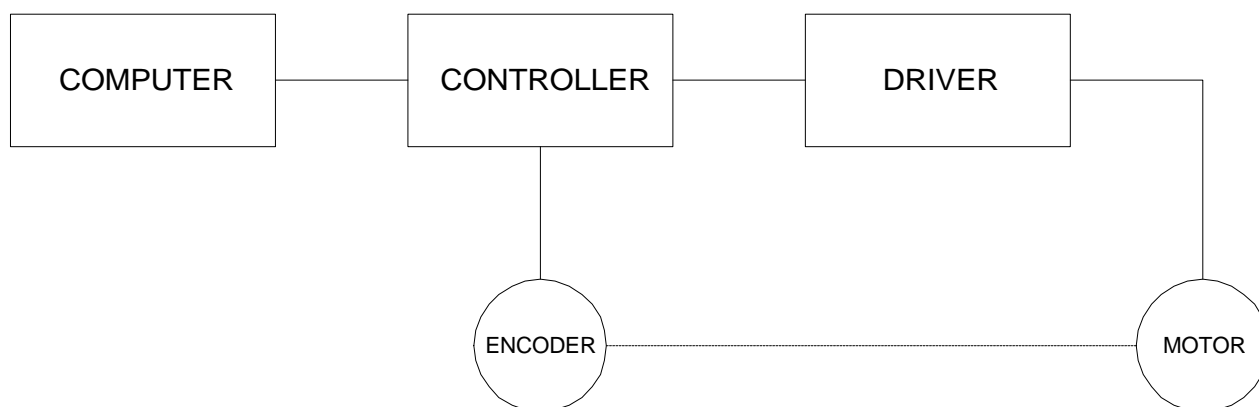 COMPUTER
CONTROLLER
DRIVER
ENCODER
MOTOR